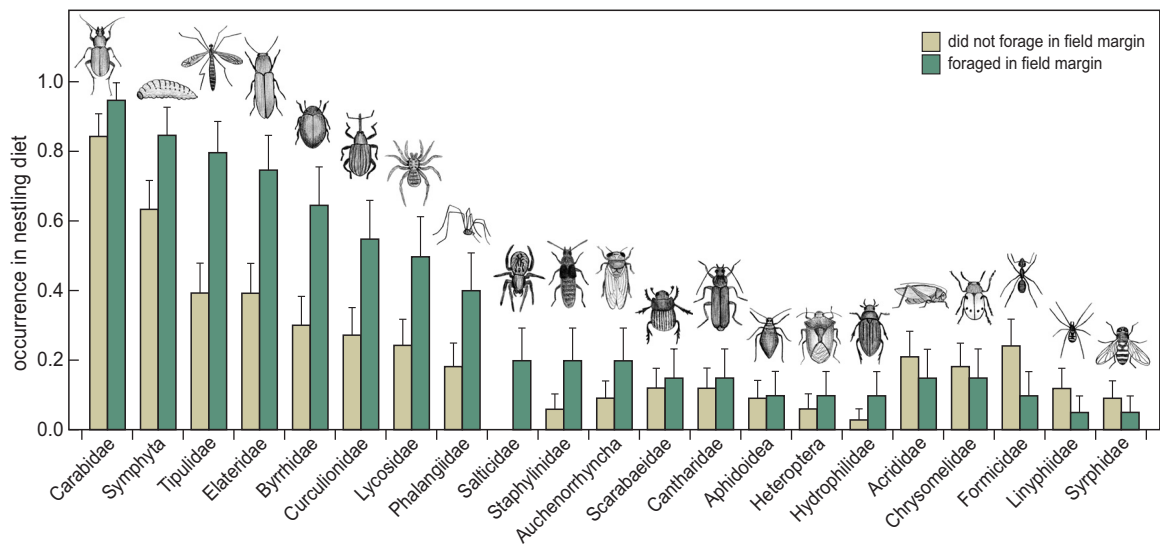 did not forage in field margin
foraged in field margin
occurrence in nestling diet
1.0
0.8
0.6
0.4
0.2
0.0
Carabidae
Symphyta
Tipulidae
Elateridae
Byrrhidae
Curculionidae
Lycosidae
Phalangiidae
Salticidae
Staphylinidae
Auchenorrhyncha
Scarabaeidae
Cantharidae
Aphidoidea
Heteroptera
Hydrophilidae
Acrididae
Chrysomelidae
Formicidae
Linyphiidae
Syrphidae